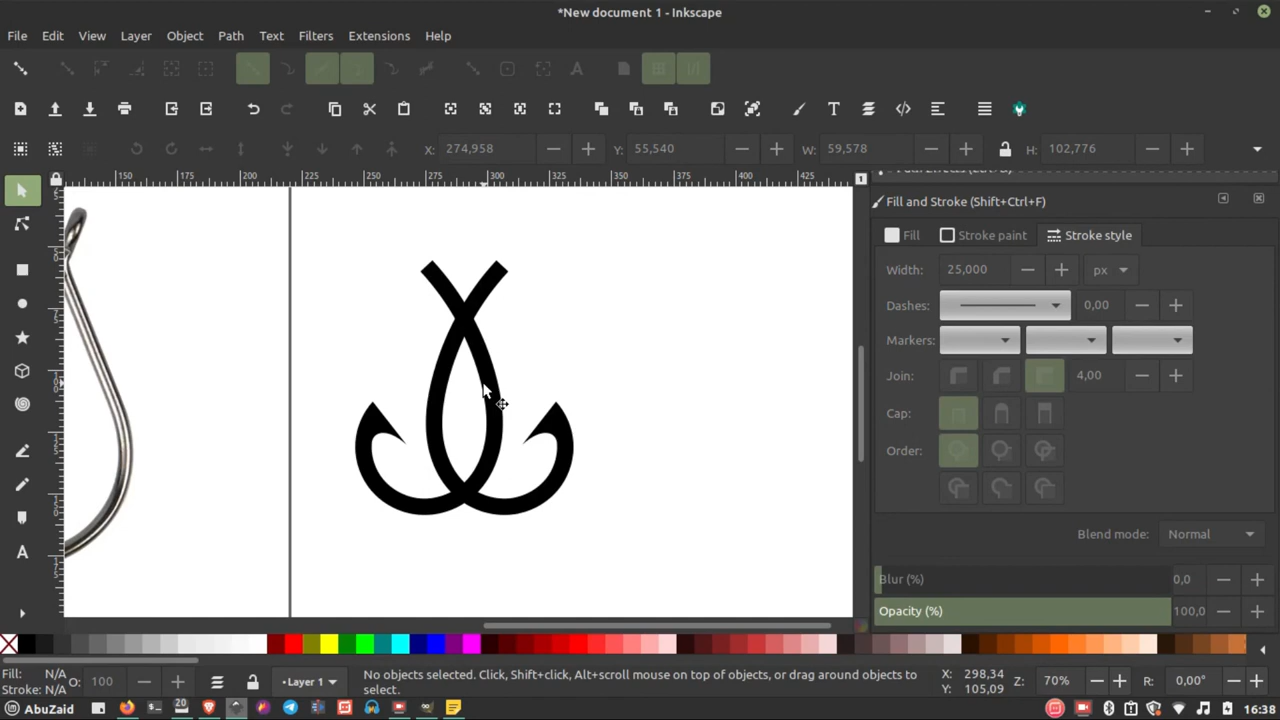 *New document 1 - Inkscape
File Edit View Layer Object Path Text Filters Extensions Help
X: 274,958 Y: 55,540 W: 59,578 H: 102,776
150 175 200 225 250 275 300 325 350 375 400 425
Fill and Stroke (Shift+Ctrl+F)
Fill Stroke paint Stroke style
Width: 25,000 px
Dashes: 0,00
Markers:
Join: 4,00
Cap:
Order:
Blend mode: Normal
Blur (%) 0,0
Opacity (%) 100,0
Fill: N/A O: 100 Layer 1 No objects selected. Click, Shift+click, Alt+scroll mouse on top of objects, or drag around objects to X: 298,34 Z: 70% R: 0,00°
Stroke: N/A select. Y: 105,09
AbuZaid 20 16:38